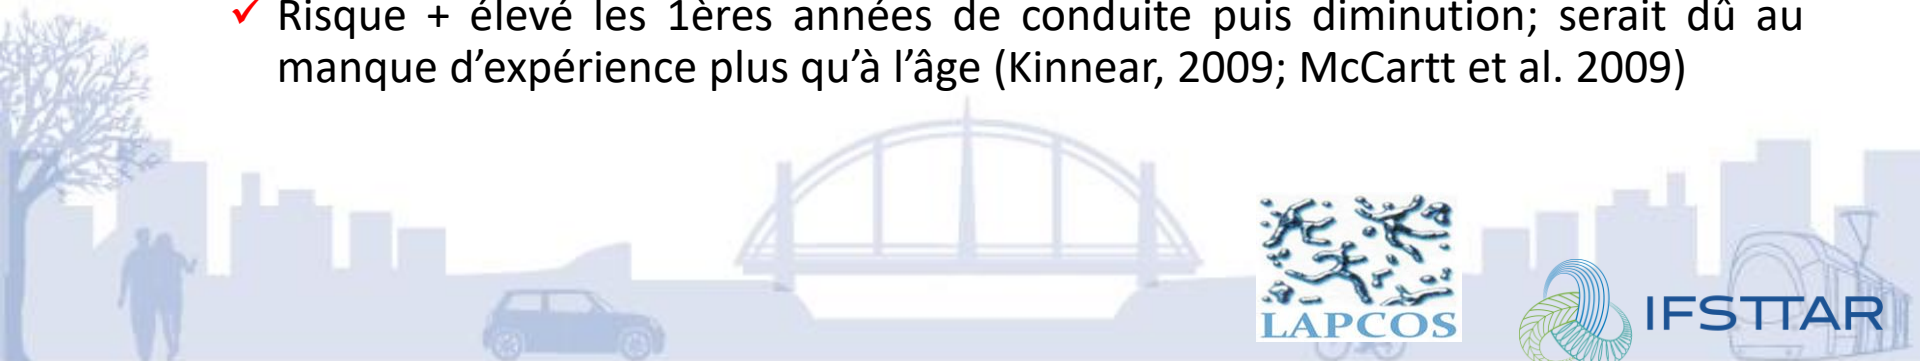 ✓ Risque + élevé les 1ères années de conduite puis diminution; serait dû au
manque d’expérience plus qu’à l’âge (Kinnear, 2009; McCartt et al. 2009)
LAPCOS
IFSTTAR